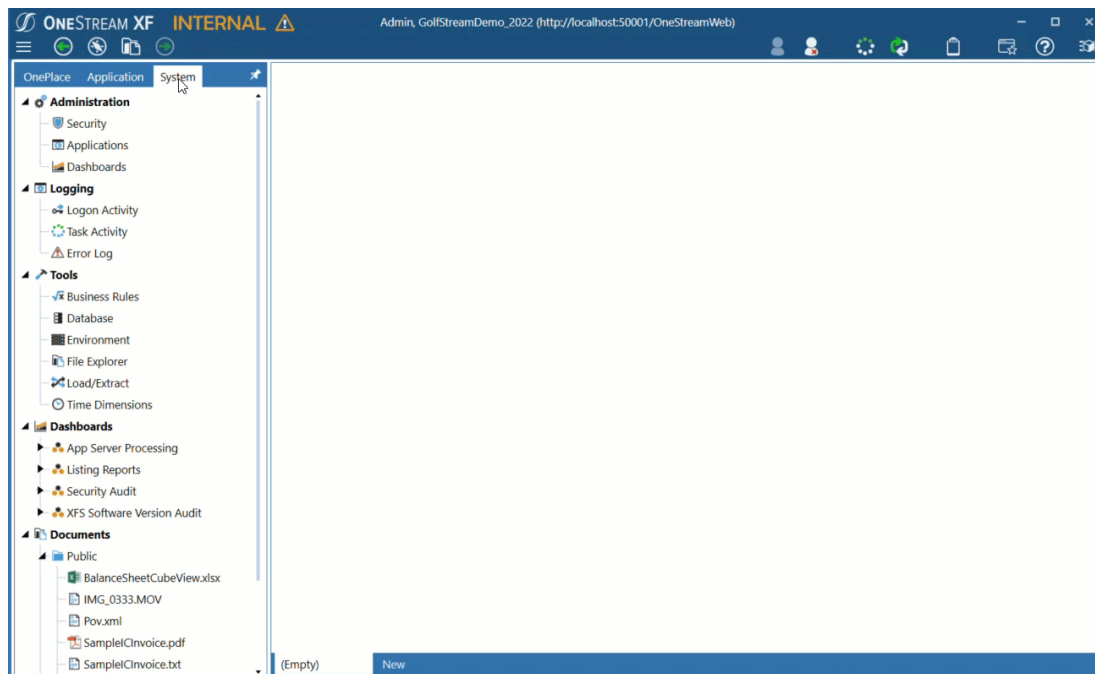 ONESTREAM XF INTERNAL
Admin, GolfStreamDemo_2022 (http://localhost:50001/OneStreamWeb)
OnePlace Application System
Administration
Security
Applications
Dashboards
Logging
Logon Activity
Task Activity
Error Log
Tools
Business Rules
Database
Environment
File Explorer
Load/Extract
Time Dimensions
Dashboards
App Server Processing
Listing Reports
Security Audit
XFS Software Version Audit
Documents
Public
BalanceSheetCubeView.xlsx
IMG_0333.MOV
Pov.xml
SampleICInvoice.pdf
SampleICInvoice.txt
(Empty) New